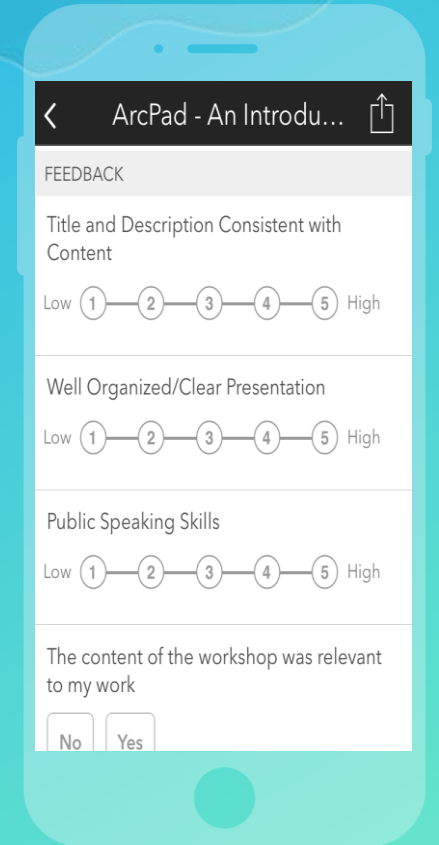 ArcPad - An Introdu...
FEEDBACK
Title and Description Consistent with
Content
Low 1 2 3 4 5 High
Well Organized/Clear Presentation
Low 1 2 3 4 5 High
Public Speaking Skills
Low 1 2 3 4 5 High
The content of the workshop was relevant
to my work
No Yes